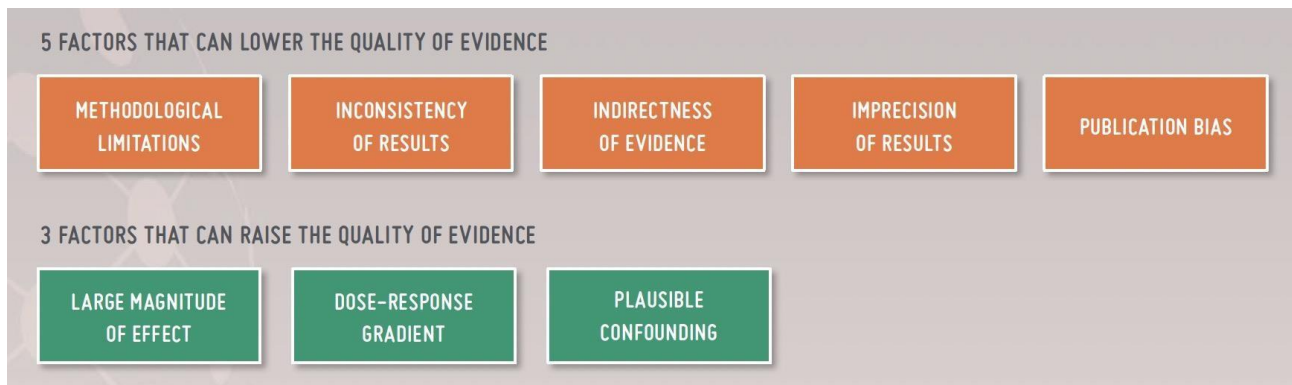 5 FACTORS THAT CAN LOWER THE QUALITY OF EVIDENCE
METHODOLOGICAL
LIMITATIONS
INCONSISTENCY
OF RESULTS
INDIRECTNESS
OF EVIDENCE
IMPRECISION
OF RESULTS
PUBLICATION BIAS
3 FACTORS THAT CAN RAISE THE QUALITY OF EVIDENCE
LARGE MAGNITUDE
OF EFFECT
DOSE-RESPONSE
GRADIENT
PLAUSIBLE
CONFOUNDING